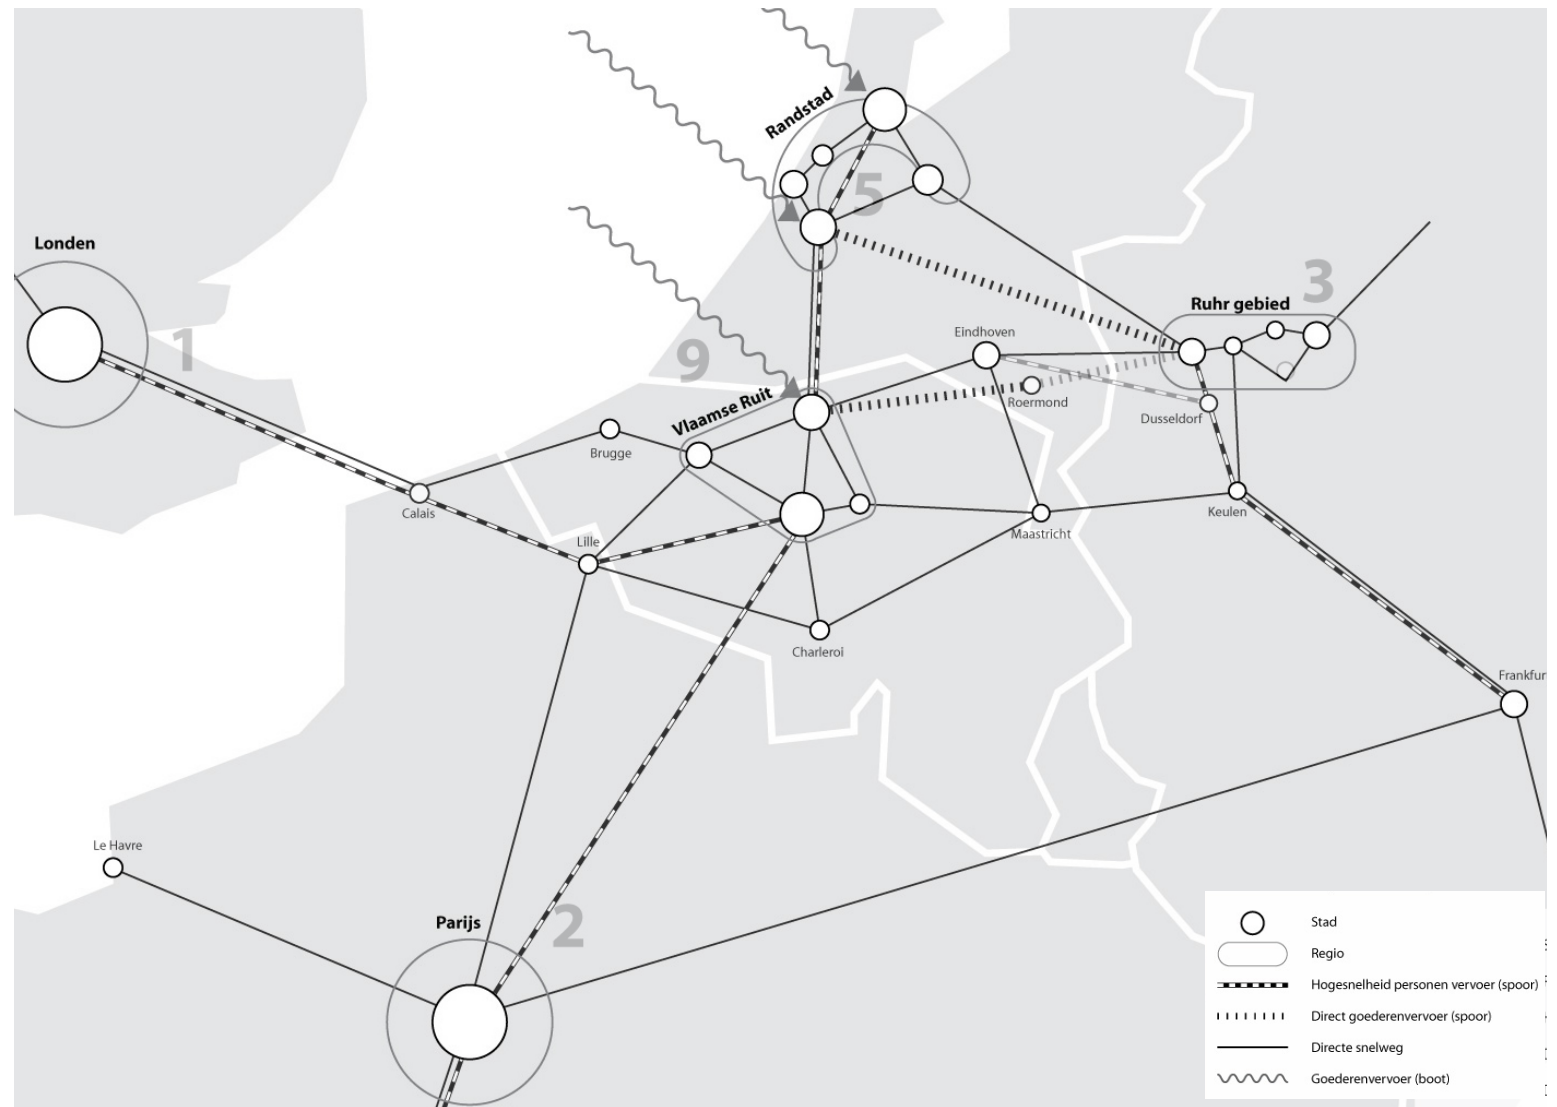 Randstad
5
Londen
1
Ruhr gebied
3
Eindhoven
9
Roermond
Vlaamse Ruit
Dusseldorf
Brugge
Calais
Keulen
Maastricht
Lille
Charleroi
Frankfur
Le Havre
Parijs
2
Stad
Regio
Hogesnelheid personen vervoer (spoor)
Direct goederenvervoer (spoor)
Directe snelweg
Goederenvervoer (boot)